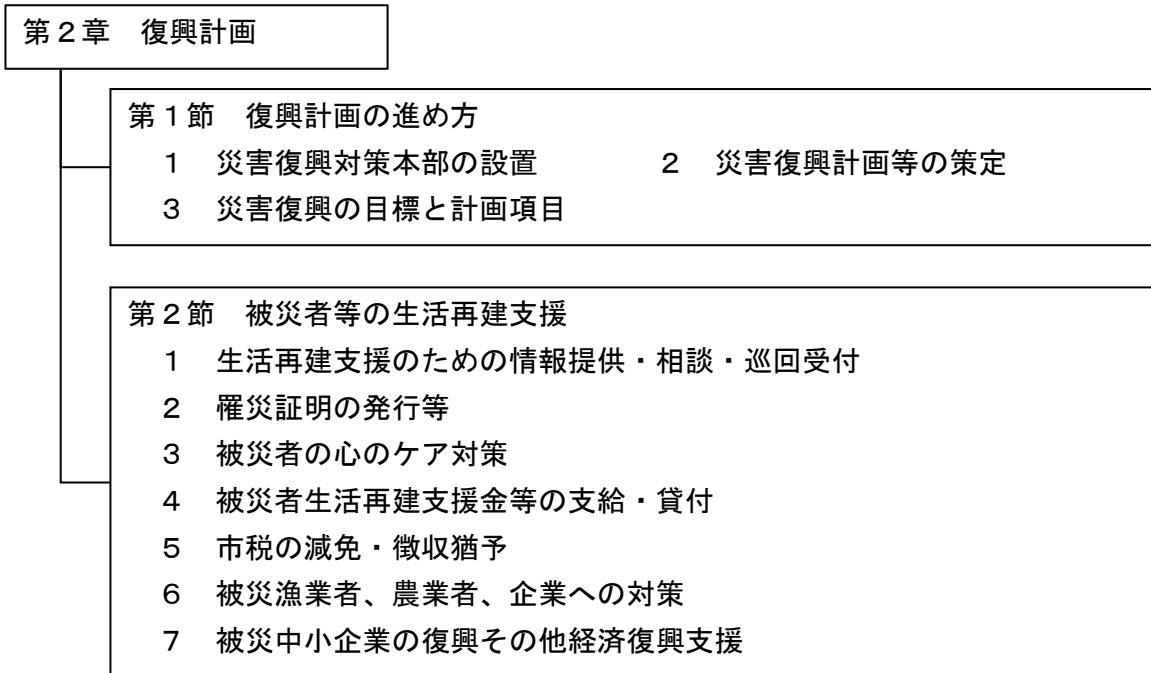 第２章　復興計画
第１節　復興計画の進め方
１　災害復興対策本部の設置　　　　２　災害復興計画等の策定
３　災害復興の目標と計画項目
第２節　被災者等の生活再建支援
１　生活再建支援のための情報提供・相談・巡回受付
２　罹災証明の発行等
３　被災者の心のケア対策
４　被災者生活再建支援金等の支給・貸付
５　市税の減免・徴収猶予
６　被災漁業者、農業者、企業への対策
７　被災中小企業の復興その他経済復興支援